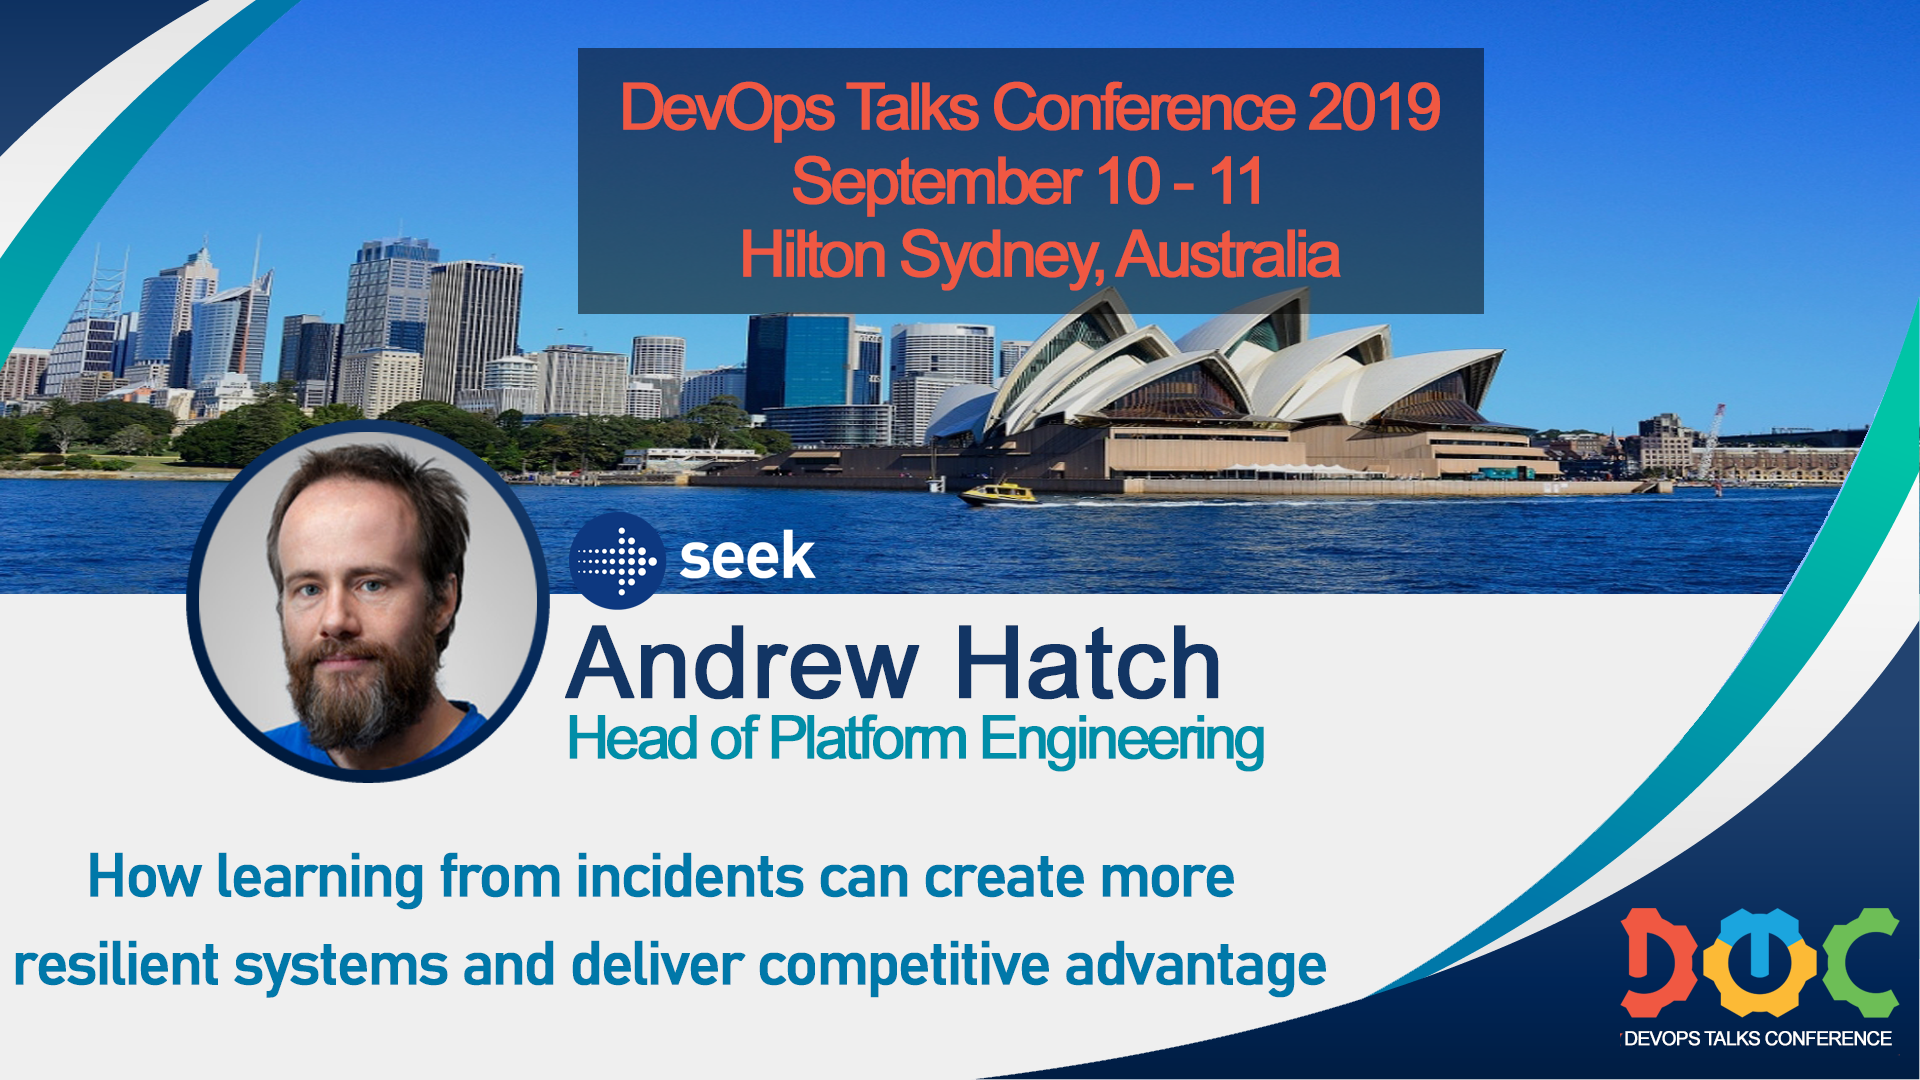 DevOps Talks Conference 2019
September 10 - 11
Hilton Sydney, Australia
seek
Andrew Hatch
Head of Platform Engineering
How learning from incidents can create more
resilient systems and deliver competitive advantage
DOTC
DEVOPS TALKS CONFERENCE